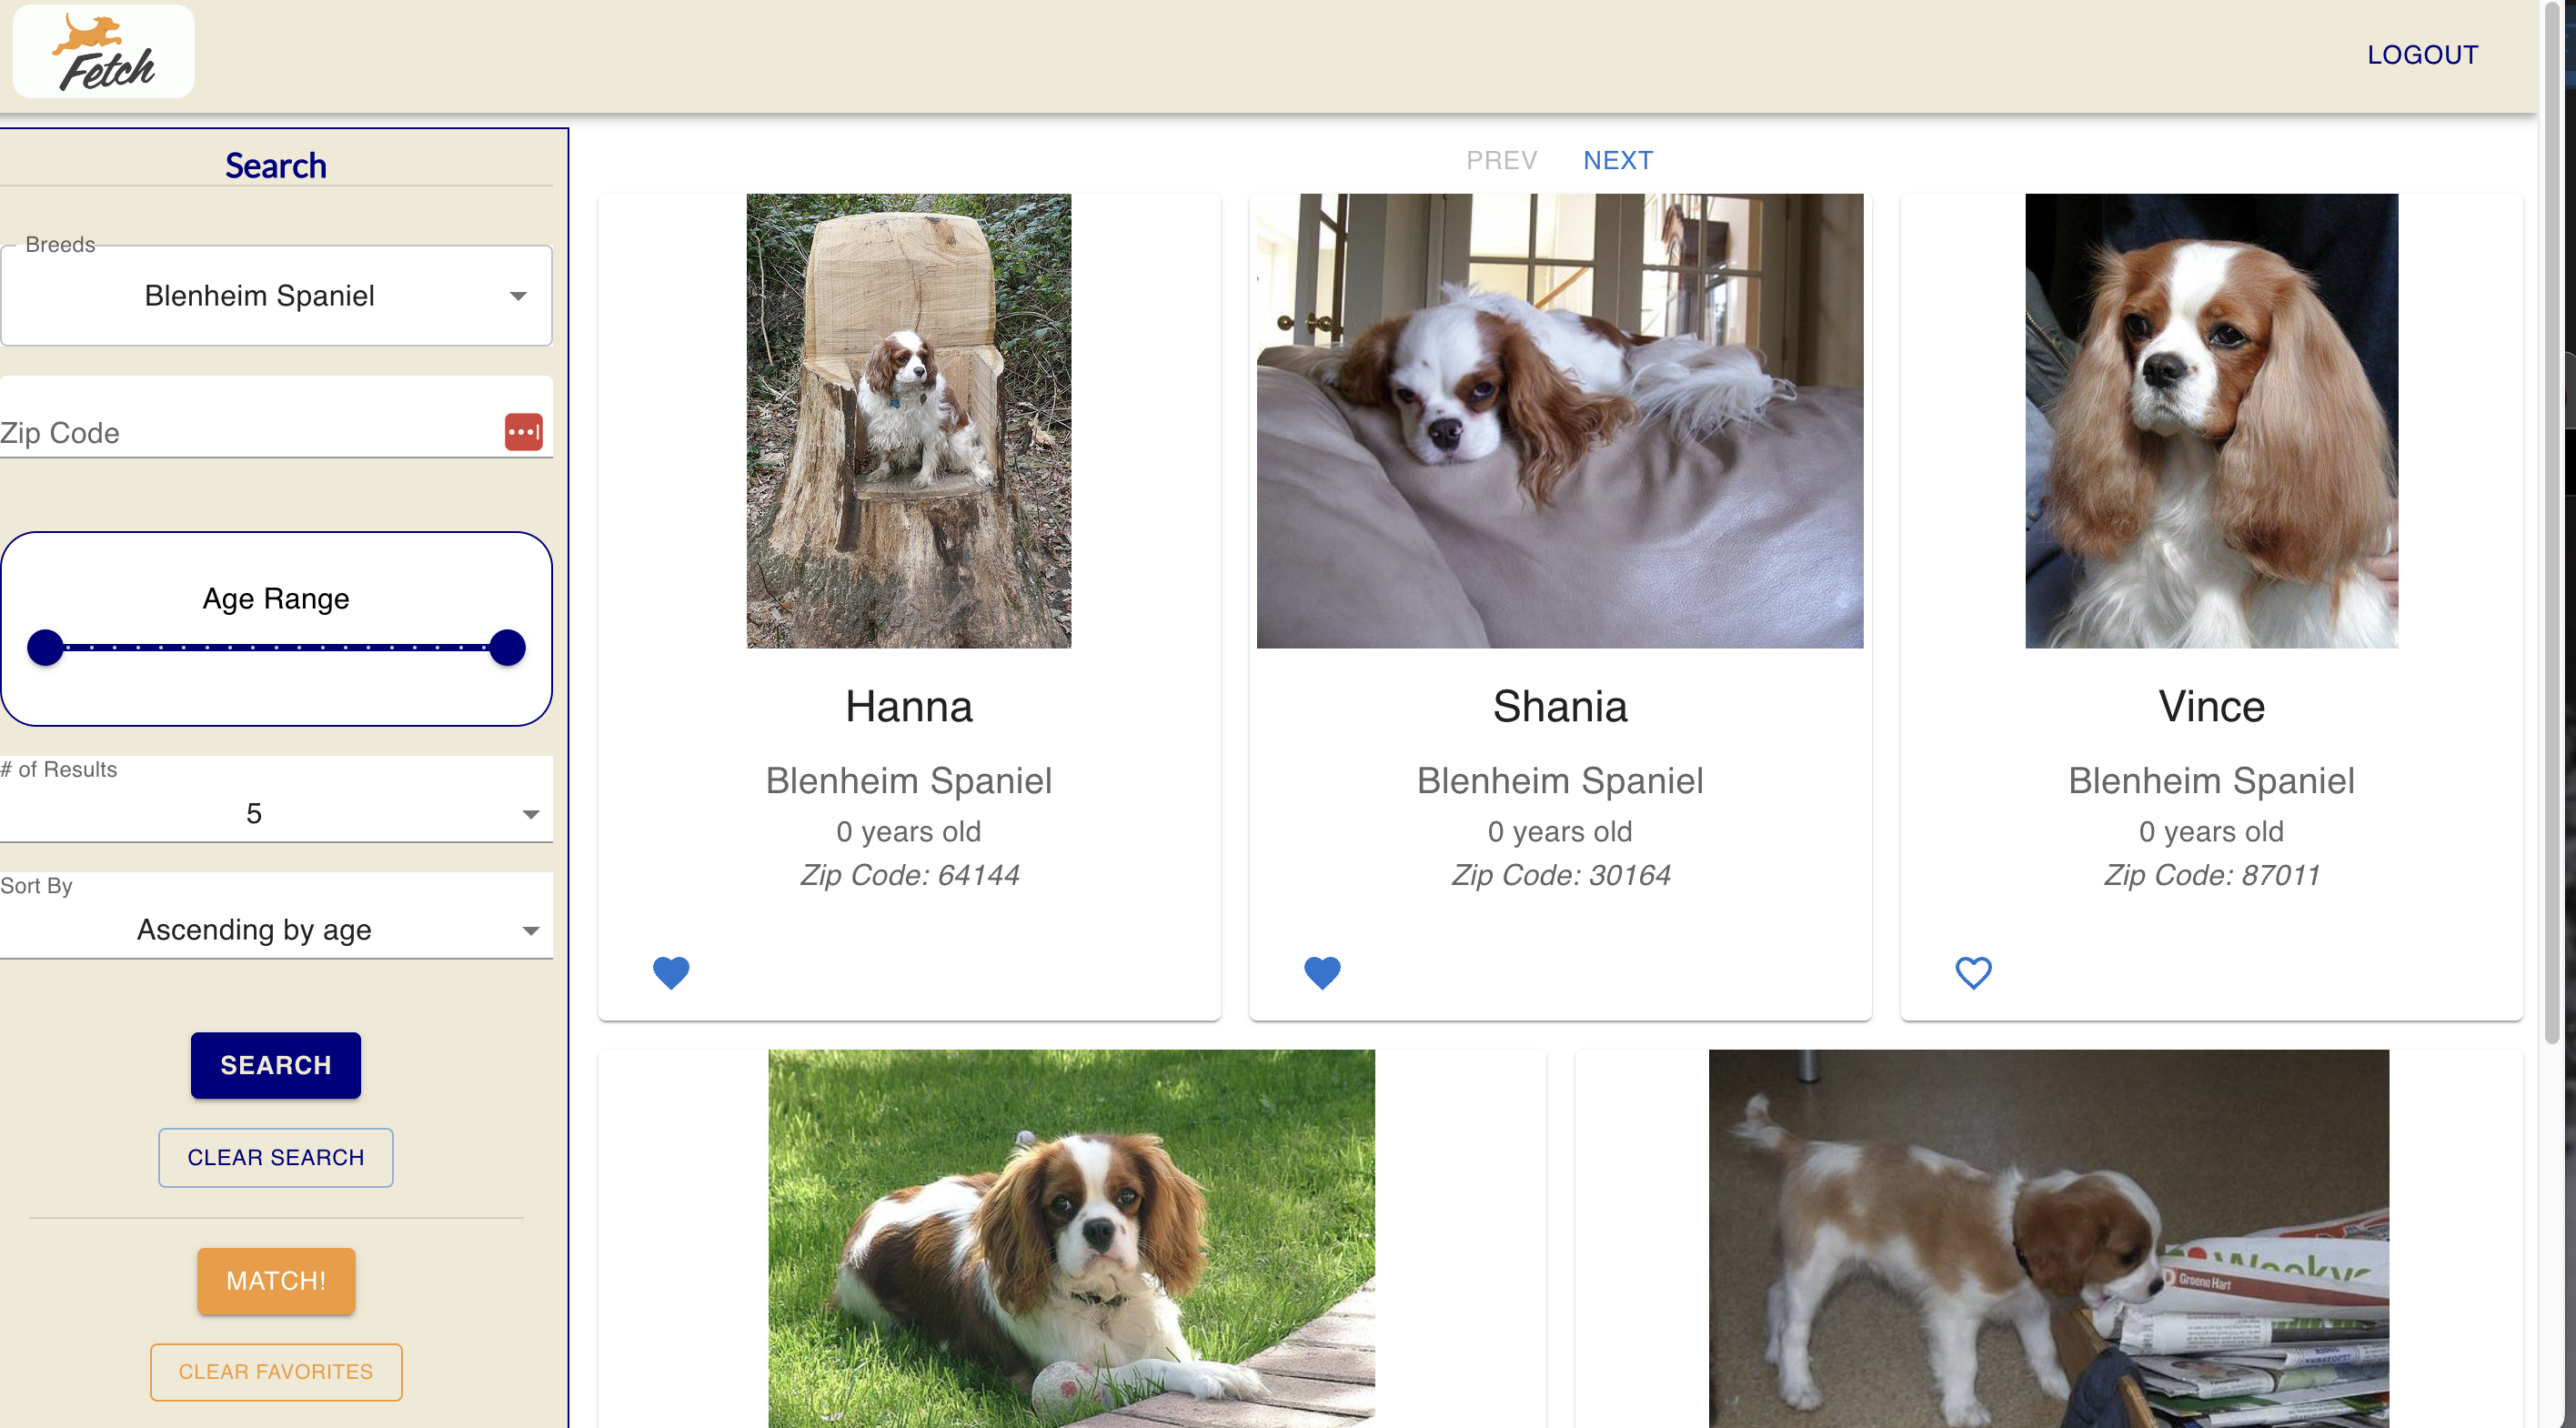 Fetch
LOGOUT
Search
Breeds
Blenheim Spaniel
Zip Code
Age Range
# of Results
5
Sort By
Ascending by age
SEARCH
CLEAR SEARCH
MATCH!
CLEAR FAVORITES
PREV NEXT
Hanna
Blenheim Spaniel
0 years old
Zip Code: 64144
Shania
Blenheim Spaniel
0 years old
Zip Code: 30164
Vince
Blenheim Spaniel
0 years old
Zip Code: 87011
Groene Hart